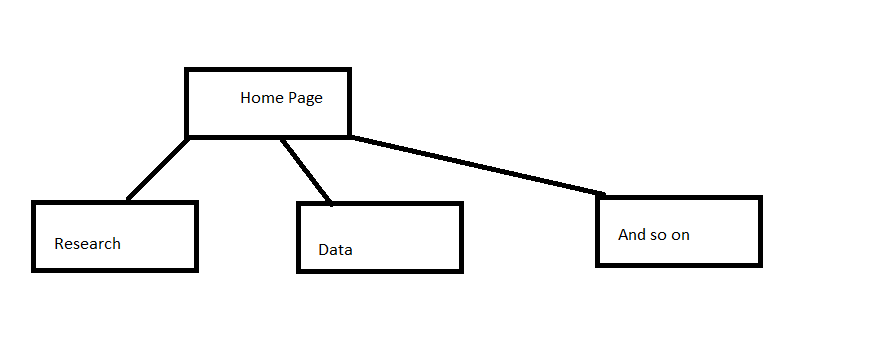 Home Page
Research
Data
And so on